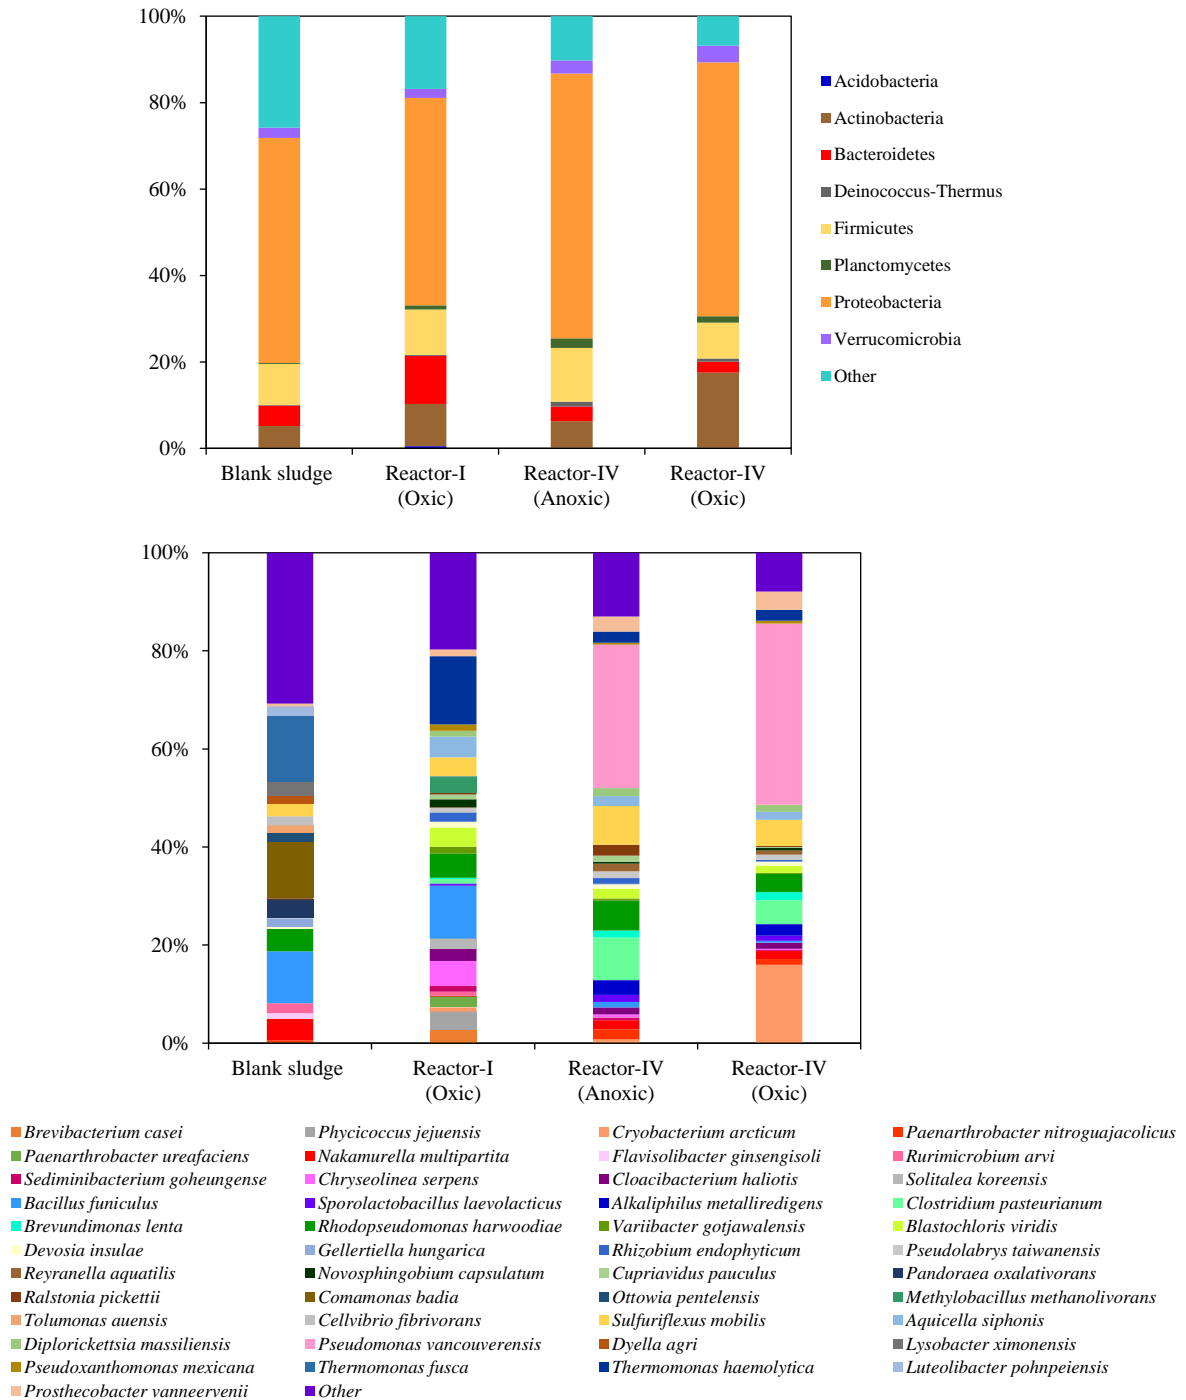 100%
80%
60%
40%
20%
0%
Blank sludge
Reactor-I
(Oxic)
Reactor-IV
(Anoxic)
Reactor-IV
(Oxic)
Acidobacteria
Actinobacteria
Bacteroidetes
Deinococcus-Thermus
Firmicutes
Planctomycetes
Proteobacteria
Verrucomicrobia
Other
100%
80%
60%
40%
20%
0%
Blank sludge
Reactor-I
(Oxic)
Reactor-IV
(Anoxic)
Reactor-IV
(Oxic)
Brevibacterium casei Phycicoccus jejuensis Cryobacterium arcticum Paenarthrobacter nitroguajacolicus
Paenarthrobacter ureafaciens Nakamurella multipartita Flavisolibacter ginsengisoli Rurimicrobium arvi
Sediminibacterium goheungense Chryseolinea serpens Cloacibacterium haliotis Solitalea koreensis
Bacillus funiculus Sporolactobacillus laevolacticus Alkaliphilus metalliredigens Clostridium pasteurianum
Brevundimonas lenta Rhodopseudomonas harwoodiae Variibacter gotjawalensis Blastochloris viridis
Devosia insulae Gellertiella hungarica Rhizobium endophyticum Pseudolabrys taiwanensis
Reyranella aquatilis Novosphingobium capsulatum Cupriavidus pauculus Pandoraea oxalativorans
Ralstonia pickettii Comamonas badia Ottowia pentelensis Methylobacillus methanolivorans
Tolumonas auensis Cellvibrio fibrivorans Sulfuriflexus mobilis Aquicella siphonis
Diplorickettsia massiliensis Pseudomonas vancouverensis Dyella agri Lysobacter ximonensis
Pseudoxanthomonas mexicana Thermomonas fusca Thermomonas haemolytica Luteolibacter pohnpeiensis
Prosthecobacter vanneervenii Other